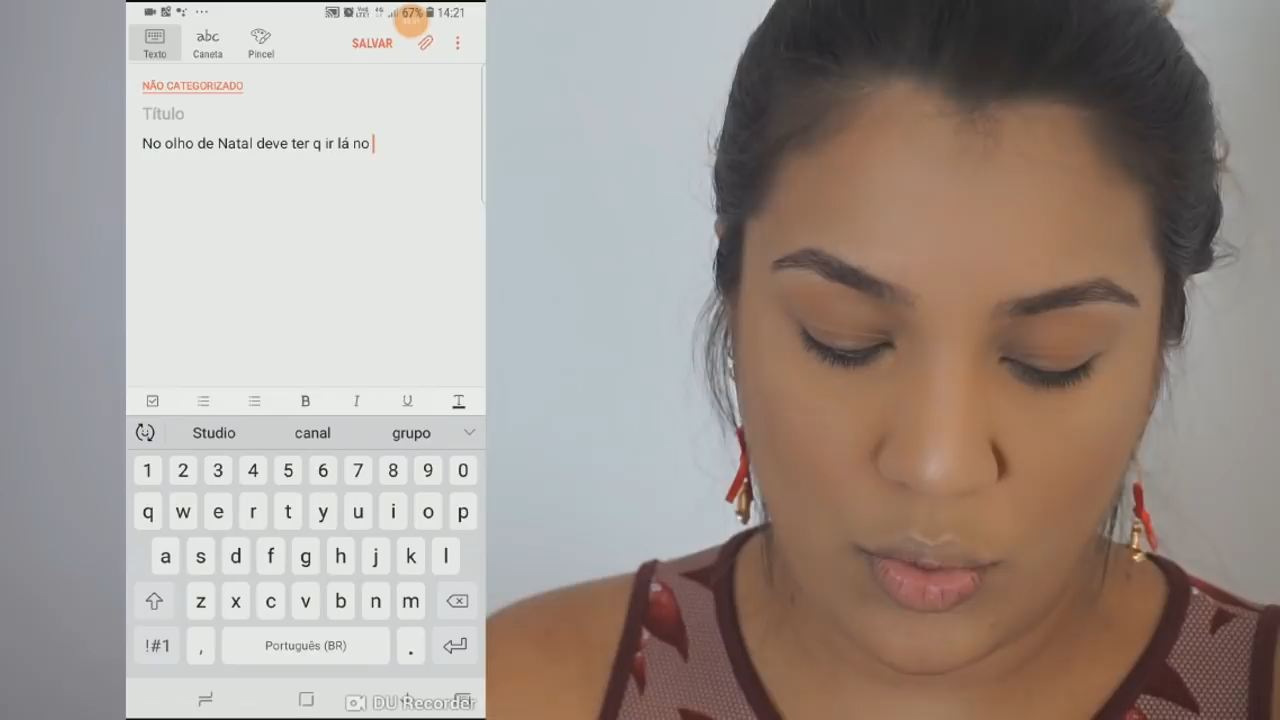 67% 14:21
Texto abc Caneta Pincel SALVAR
NÃO CATEGORIZADO
Título
No olho de Natal deve ter q ir lá no
B I U T
Studio canal grupo
1 2 3 4 5 6 7 8 9 0
q w e r t y u i o p
a s d f g h j k l
z x c v b n m
!#1 , Português (BR) .
DU Recorder